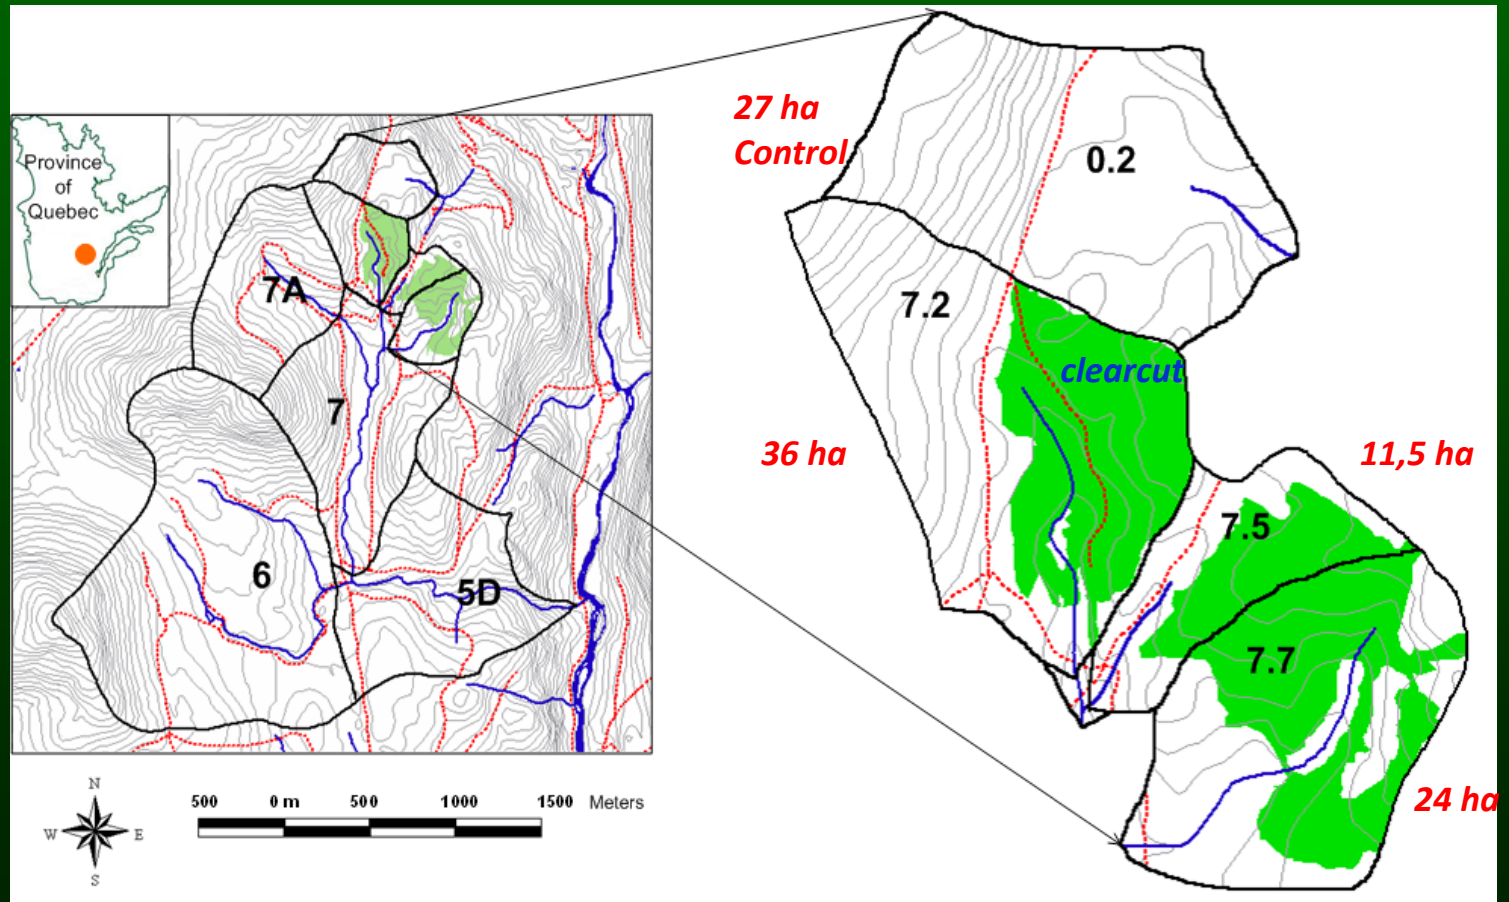 Province
of
Quebec
7A
7
6
5D
N
W E
S
500 0 m 500 1000 1500 Meters
27 ha
Control
0.2
7.2
clearcut
36 ha
11,5 ha
7.5
7.7
24 ha